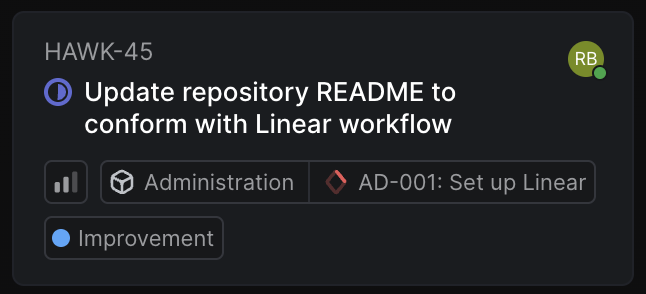 HAWK-45
RB
Update repository README to
conform with Linear workflow
Administration
AD-001: Set up Linear
Improvement